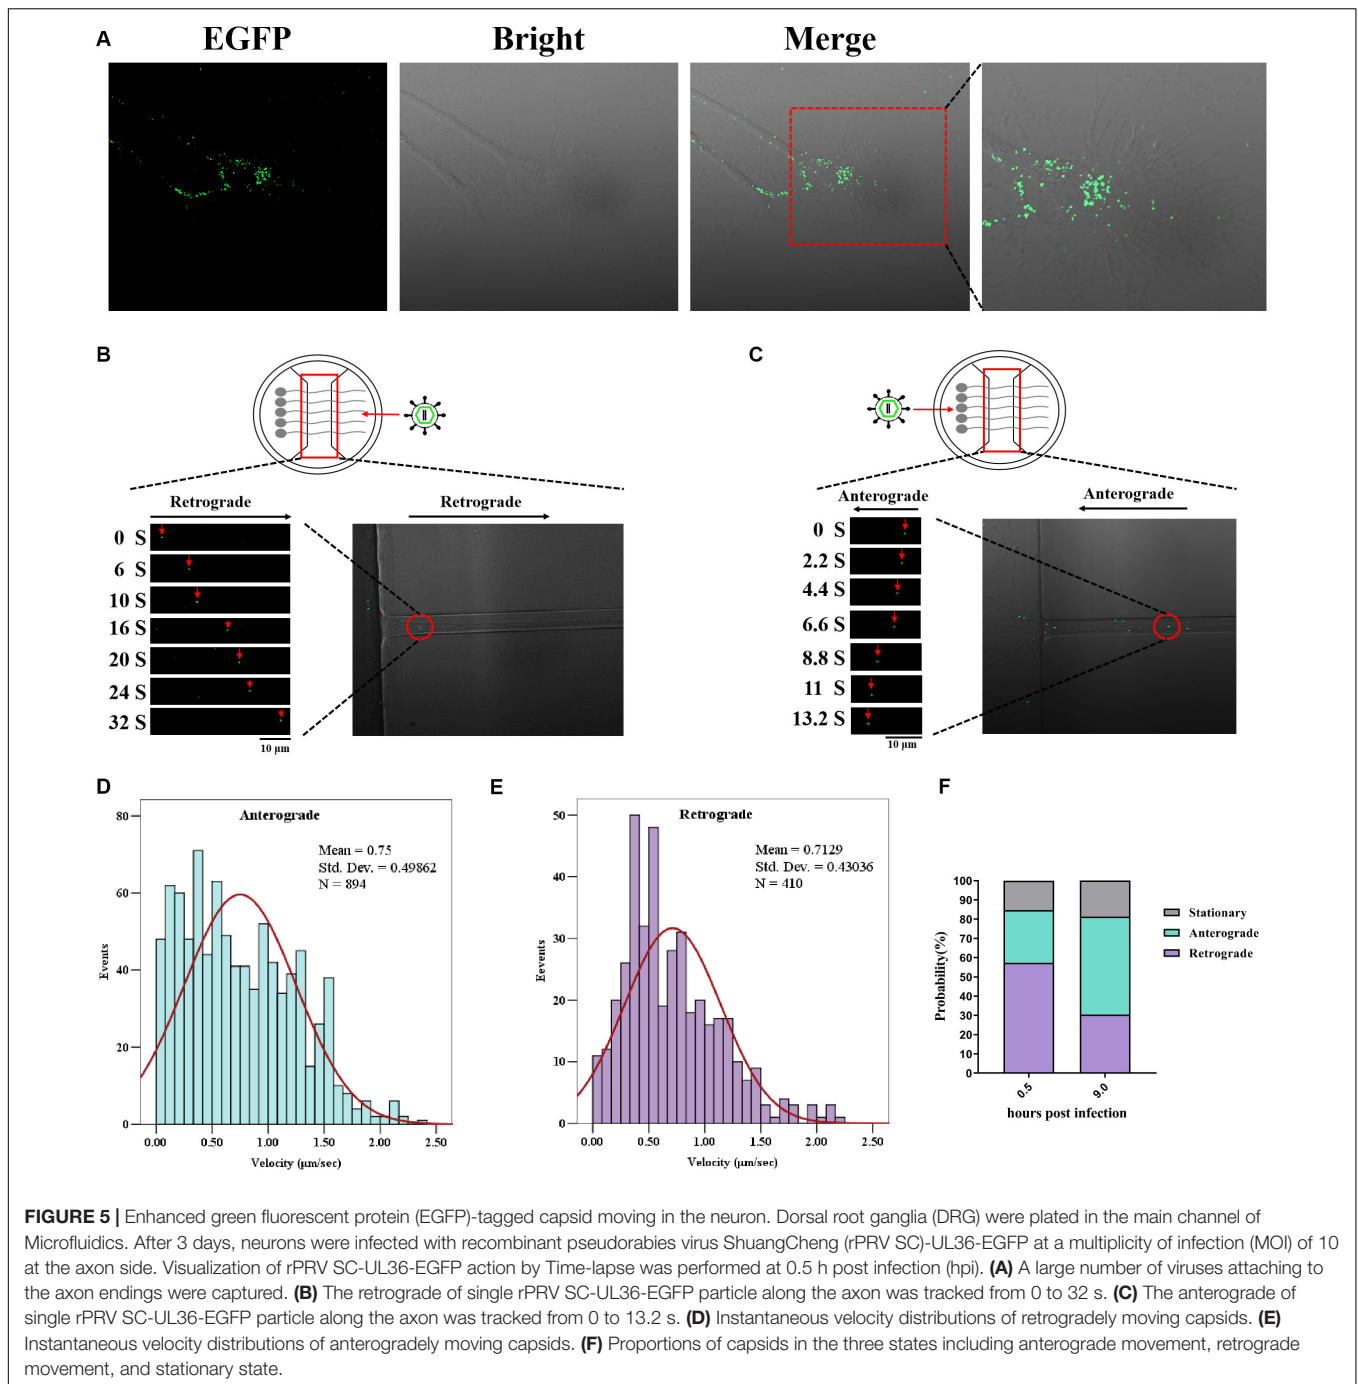 A
EGFP
Bright
Merge
B
C
Retrograde
Retrograde
0 S
6 S
10 S
16 S
20 S
24 S
32 S
10 µm
Anterograde
Anterograde
0 S
2.2 S
4.4 S
6.6 S
8.8 S
11 S
13.2 S
10 µm
D
Anterograde
Mean = 0.75
Std. Dev. = 0.49862
N = 894
Events
80
60
40
20
0
0.00 0.50 1.00 1.50 2.00 2.50
Velocity (µm/sec)
E
Retrograde
Mean = 0.7129
Std. Dev. = 0.43036
N = 410
Eevents
50
40
30
20
10
0
0.00 0.50 1.00 1.50 2.00 2.50
Velocity (µm/sec)
F
Probability(%)
100
90
80
70
60
50
40
30
20
10
0
0.5 9.0
hours post infection
Stationary
Anterograde
Retrograde
FIGURE 5 | Enhanced green fluorescent protein (EGFP)-tagged capsid moving in the neuron. Dorsal root ganglia (DRG) were plated in the main channel of
Microfluidics. After 3 days, neurons were infected with recombinant pseudorabies virus ShuangCheng (rPRV SC)-UL36-EGFP at a multiplicity of infection (MOI) of 10
at the axon side. Visualization of rPRV SC-UL36-EGFP action by Time-lapse was performed at 0.5 h post infection (hpi). (A) A large number of viruses attaching to
the axon endings were captured. (B) The retrograde of single rPRV SC-UL36-EGFP particle along the axon was tracked from 0 to 32 s. (C) The anterograde of
single rPRV SC-UL36-EGFP particle along the axon was tracked from 0 to 13.2 s. (D) Instantaneous velocity distributions of retrogradely moving capsids. (E)
Instantaneous velocity distributions of anterogradely moving capsids. (F) Proportions of capsids in the three states including anterograde movement, retrograde
movement, and stationary state.